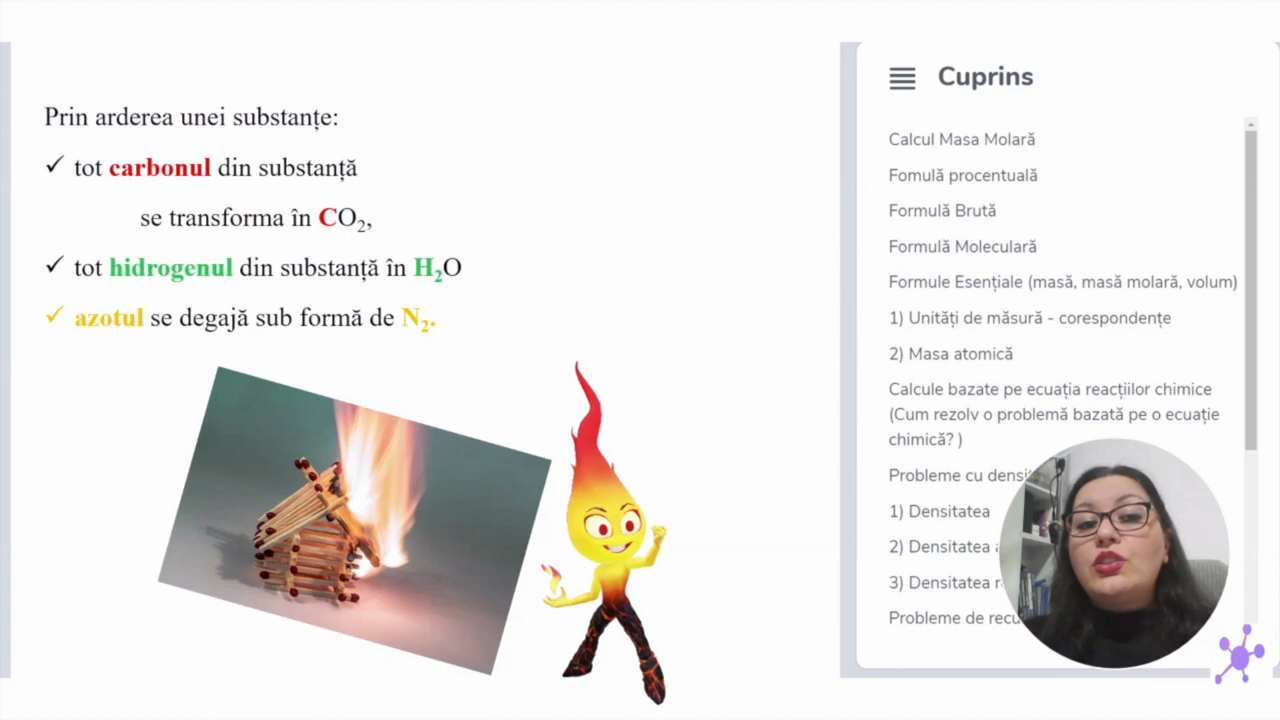 Prin arderea unei substanțe:
✓ tot carbonul din substanță
se transforma în CO₂,
✓ tot hidrogenul din substanță în H₂O
✓ azotul se degajă sub formă de N₂.
Cuprins
Calcul Masa Molară
Fomulă procentuală
Formulă Brută
Formulă Moleculară
Formule Esențiale (masă, masă molară, volum)
1) Unități de măsură - corespondențe
2) Masa atomică
Calcule bazate pe ecuația reacțiilor chimice
(Cum rezolv o problemă bazată pe o ecuație
chimică? )
Probleme cu
1) Densitatea
2) Densitatea
3) Densitatea
Probleme de